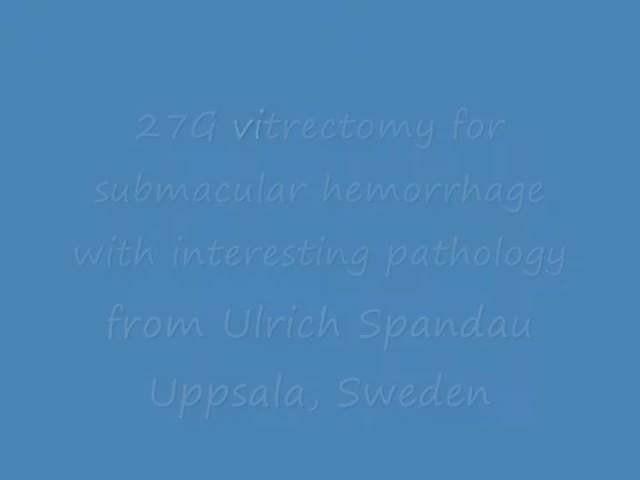 27G vitrectomy for
submacular hemorrhage
with interesting pathology
from Ulrich Spandau
Uppsala, Sweden